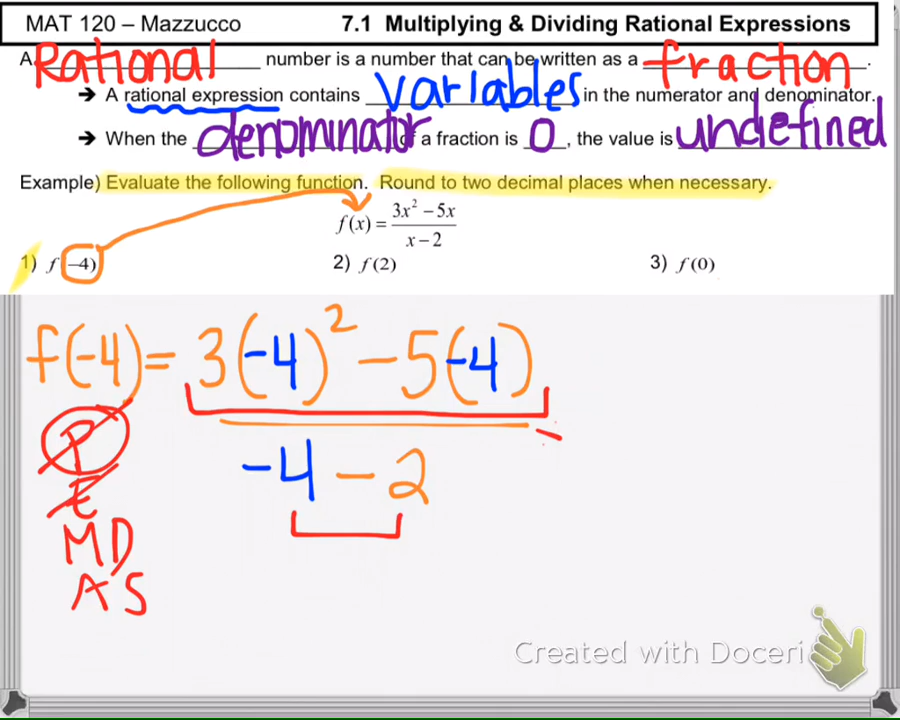 MAT 120 – Mazzucco 7.1 Multiplying & Dividing Rational Expressions
A Rational number is a number that can be written as a fraction.
➔ A rational expression contains variables in the numerator and denominator.
➔ When the denominator of a fraction is 0, the value is undefined
Example) Evaluate the following function. Round to two decimal places when necessary.
f(x) = (3x² − 5x)/(x − 2)
1) f(−4) 2) f(2) 3) f(0)
f(-4) = 3(-4)² - 5(-4)
-4 - 2
P
E
MD
AS
Created with Doceri